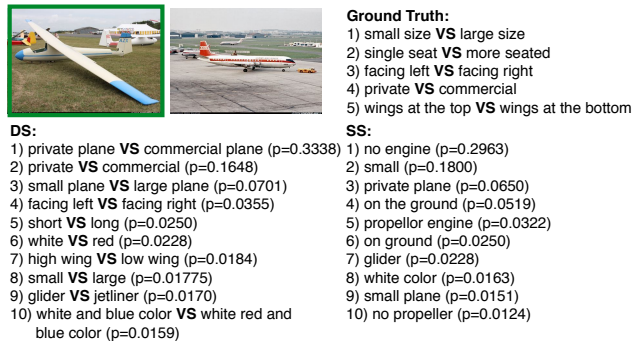 Ground Truth:
1) small size VS large size
2) single seat VS more seated
3) facing left VS facing right
4) private VS commercial
5) wings at the top VS wings at the bottom
DS:
1) private plane VS commercial plane (p=0.3338)
2) private VS commercial (p=0.1648)
3) small plane VS large plane (p=0.0701)
4) facing left VS facing right (p=0.0355)
5) short VS long (p=0.0250)
6) white VS red (p=0.0228)
7) high wing VS low wing (p=0.0184)
8) small VS large (p=0.01775)
9) glider VS jetliner (p=0.0170)
10) white and blue color VS white red and
blue color (p=0.0159)
SS:
1) no engine (p=0.2963)
2) small (p=0.1800)
3) private plane (p=0.0650)
4) on the ground (p=0.0519)
5) propellor engine (p=0.0322)
6) on ground (p=0.0250)
7) glider (p=0.0228)
8) white color (p=0.0163)
9) small plane (p=0.0151)
10) no propeller (p=0.0124)